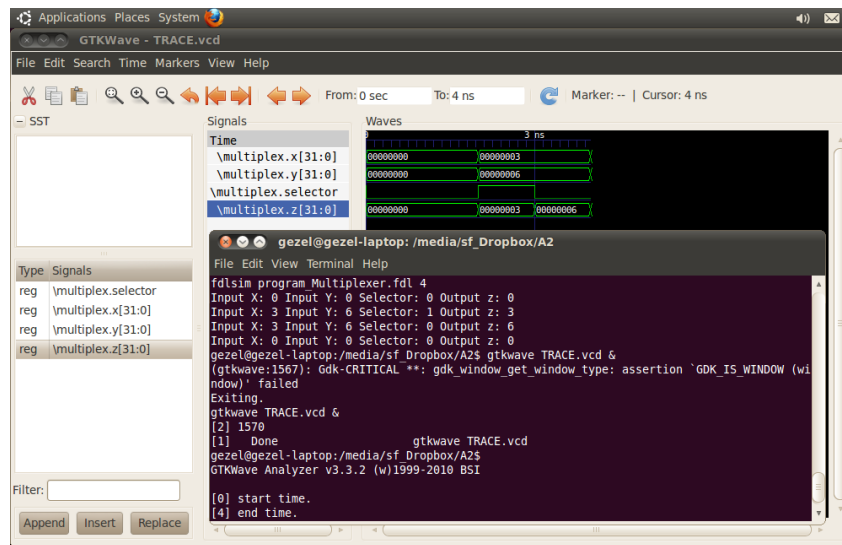 Applications Places System
GTKWave - TRACE.vcd
File Edit Search Time Markers View Help
From: 0 sec To: 4 ns Marker: -- | Cursor: 4 ns
SST
Signals
Waves
Time
3 ns
\multiplex.x[31:0]
00000000 00000003
\multiplex.y[31:0]
00000000 00000006
\multiplex.selector
\multiplex.z[31:0]
00000000 00000003 00000006
Type Signals
reg \multiplex.selector
reg \multiplex.x[31:0]
reg \multiplex.y[31:0]
reg \multiplex.z[31:0]
Filter:
Append Insert Replace
gezel@gezel-laptop: /media/sf_Dropbox/A2
File Edit View Terminal Help
fdlsim program_Multiplexer.fdl 4
Input X: 0 Input Y: 0 Selector: 0 Output z: 0
Input X: 3 Input Y: 6 Selector: 1 Output z: 3
Input X: 3 Input Y: 6 Selector: 0 Output z: 6
Input X: 0 Input Y: 0 Selector: 0 Output z: 0
gezel@gezel-laptop:/media/sf_Dropbox/A2$ gtkwave TRACE.vcd &
(gtkwave:1567): Gdk-CRITICAL **: gdk_window_get_window_type: assertion `GDK_IS_WINDOW (wi
ndow)' failed
Exiting.
gtkwave TRACE.vcd &
[2] 1570
[1] Done gtkwave TRACE.vcd
gezel@gezel-laptop:/media/sf_Dropbox/A2$
GTKWave Analyzer v3.3.2 (w)1999-2010 BSI
[0] start time.
[4] end time.